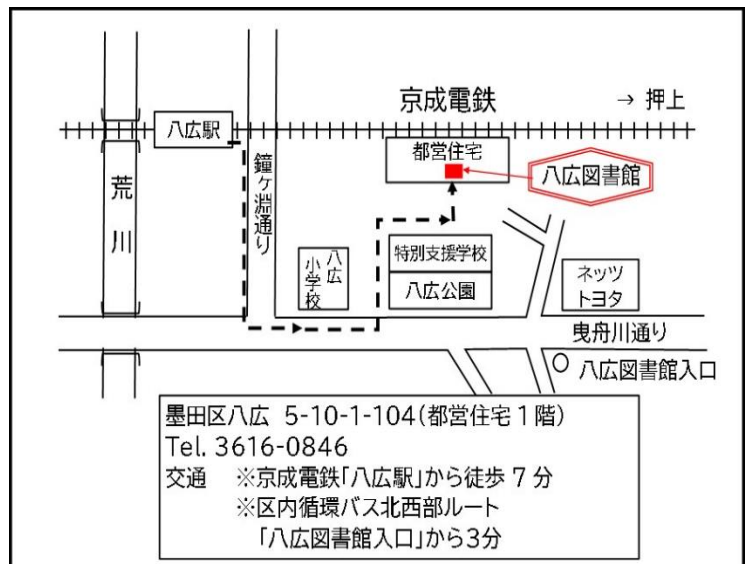 京成電鉄
→ 押上
八広駅
都営住宅
八広図書館
荒川
鐘ヶ淵通り
八広
小学校
特別支援学校
八広公園
ネッツ
トヨタ
曳舟川通り
八広図書館入口
墨田区八広 5-10-1-104(都営住宅1階)
Tel. 3616-0846
交通 ※京成電鉄「八広駅」から徒歩 7 分
※区内循環バス北西部ルート
「八広図書館入口」から3分